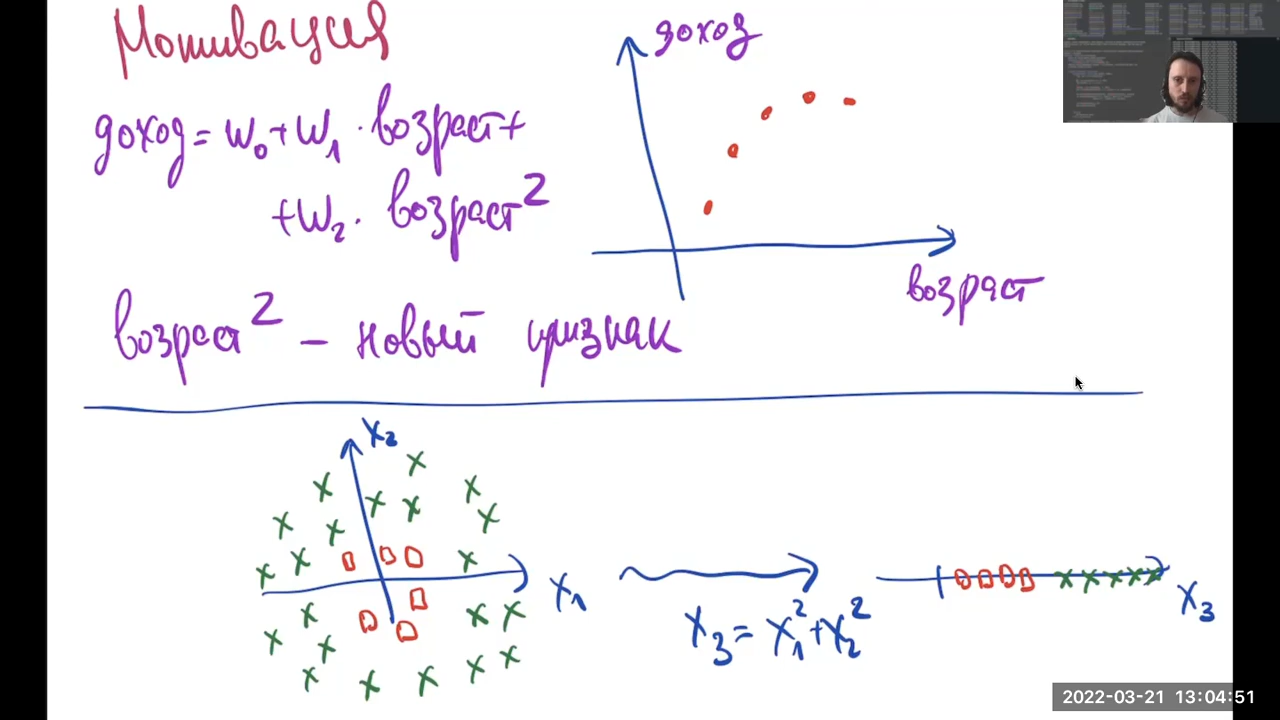 Мотивация
доход = w₀ + w₁ · возраст +
+ w₂ · возраст²
возраст² – новый признак
доход
возраст
x₂
x₁
x₃ = x₁² + x₂²
x₃
2022-03-21 13:04:51